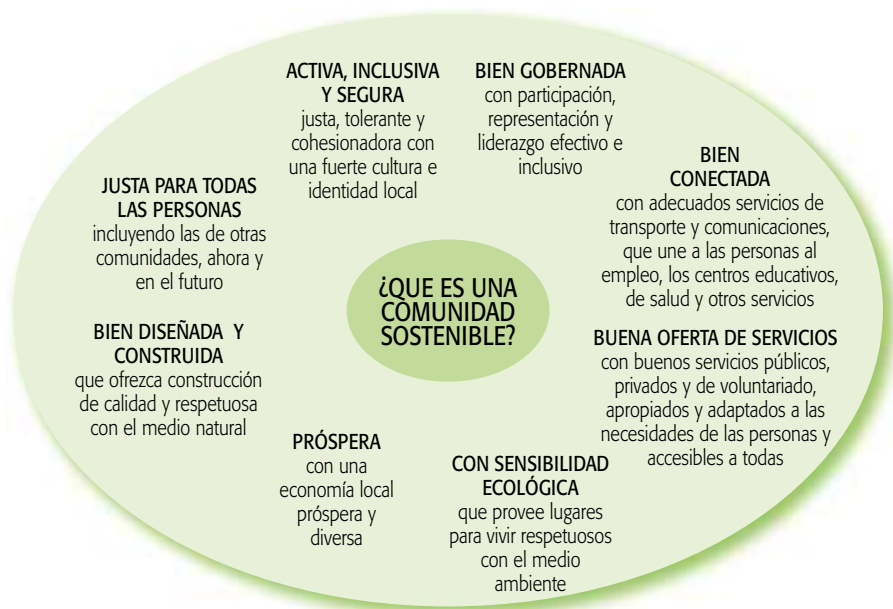 ACTIVA, INCLUSIVA
Y SEGURA
justa, tolerante y
cohesionadora con
una fuerte cultura e
identidad local
BIEN GOBERNADA
con participación,
representación y
liderazgo efectivo e
inclusivo
BIEN
CONECTADA
con adecuados servicios de
transporte y comunicaciones,
que une a las personas al
empleo, los centros educativos,
de salud y otros servicios
JUSTA PARA TODAS
LAS PERSONAS
incluyendo las de otras
comunidades, ahora y
en el futuro
¿QUE ES UNA
COMUNIDAD
SOSTENIBLE?
BIEN DISEÑADA Y
CONSTRUIDA
que ofrezca construcción
de calidad y respetuosa
con el medio natural
BUENA OFERTA DE SERVICIOS
con buenos servicios públicos,
privados y de voluntariado,
apropiados y adaptados a las
necesidades de las personas y
accesibles a todas
PRÓSPERA
con una
economía local
próspera y
diversa
CON SENSIBILIDAD
ECOLÓGICA
que provee lugares
para vivir respetuosos
con el medio
ambiente